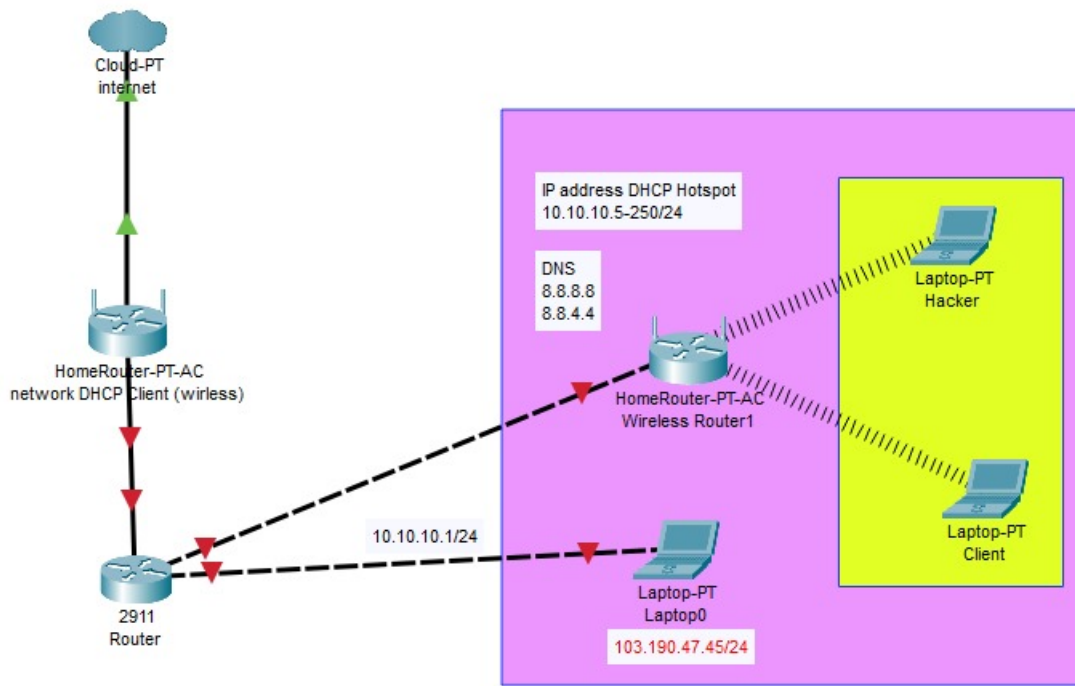 Cloud-PT
internet
HomeRouter-PT-AC
network DHCP Client (wirless)
2911
Router
10.10.10.1/24
IP address DHCP Hotspot
10.10.10.5-250/24
DNS
8.8.8.8
8.8.4.4
HomeRouter-PT-AC
Wireless Router1
Laptop-PT
Hacker
Laptop-PT
Client
Laptop-PT
Laptop0
103.190.47.45/24